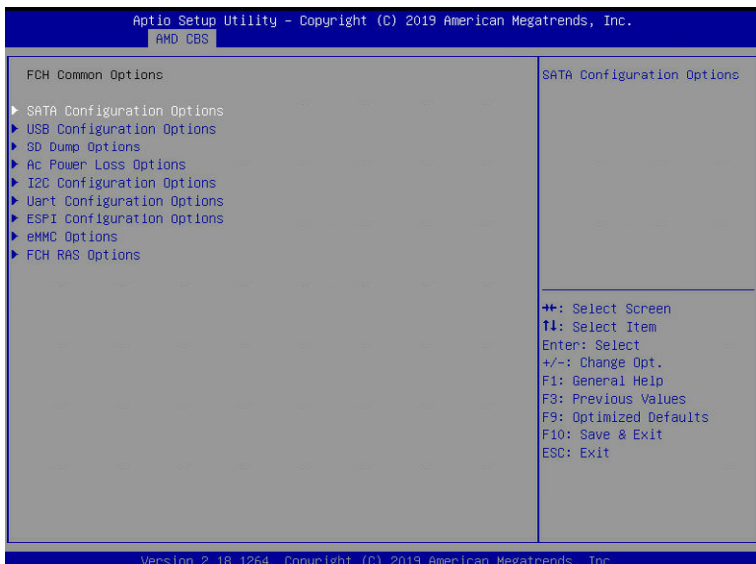 Aptio Setup Utility – Copyright (C) 2019 American Megatrends, Inc.
AMD CBS
FCH Common Options
SATA Configuration Options
USB Configuration Options
SD Dump Options
Ac Power Loss Options
I2C Configuration Options
Uart Configuration Options
ESPI Configuration Options
eMMC Options
FCH RAS Options
SATA Configuration Options
→←: Select Screen
↑↓: Select Item
Enter: Select
+/-: Change Opt.
F1: General Help
F3: Previous Values
F9: Optimized Defaults
F10: Save & Exit
ESC: Exit
Version 2.18.1264. Copyright (C) 2019 American Megatrends, Inc.